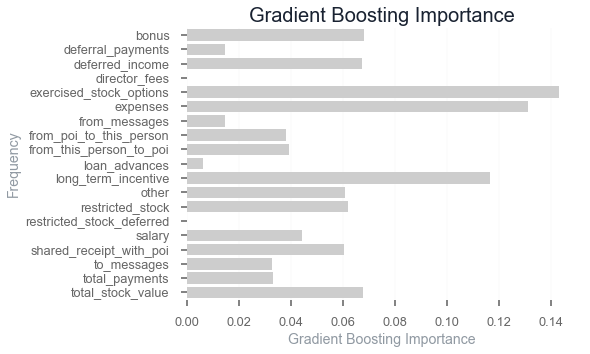 Gradient Boosting Importance
Frequency
bonus
deferral_payments
deferred_income
director_fees
exercised_stock_options
expenses
from_messages
from_poi_to_this_person
from_this_person_to_poi
loan_advances
long_term_incentive
other
restricted_stock
restricted_stock_deferred
salary
shared_receipt_with_poi
to_messages
total_payments
total_stock_value
0.00 0.02 0.04 0.06 0.08 0.10 0.12 0.14
Gradient Boosting Importance